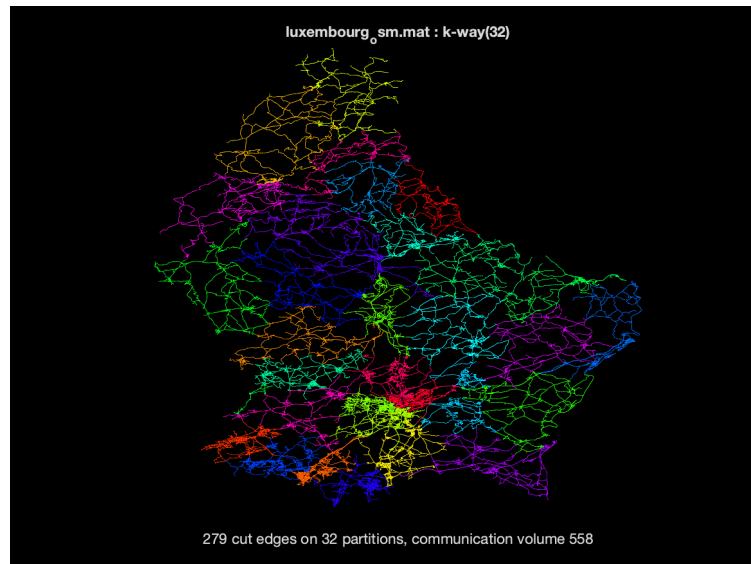 luxembourg_osm.mat : k-way(32)
279 cut edges on 32 partitions, communication volume 558